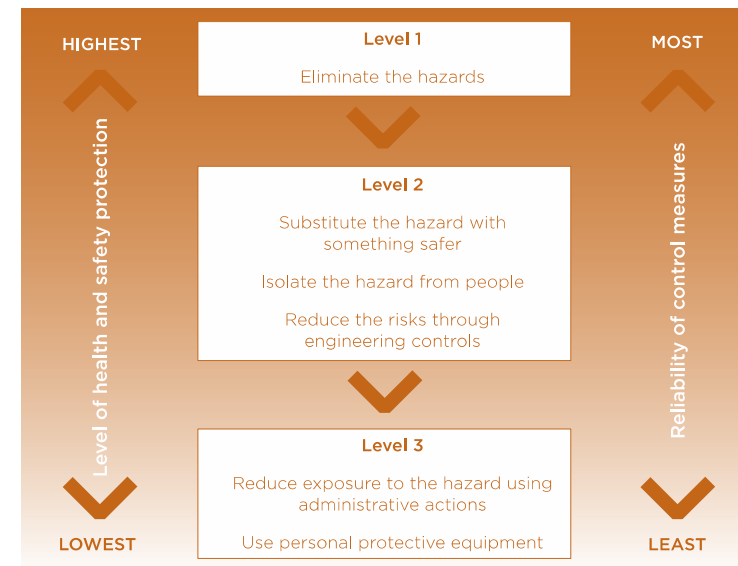 HIGHEST
Level 1
MOST
Eliminate the hazards
Level of health and safety protection
Reliability of control measures
Level 2
Substitute the hazard with
something safer
Isolate the hazard from people
Reduce the risks through
engineering controls
Level 3
Reduce exposure to the hazard using
administrative actions
Use personal protective equipment
LOWEST
LEAST